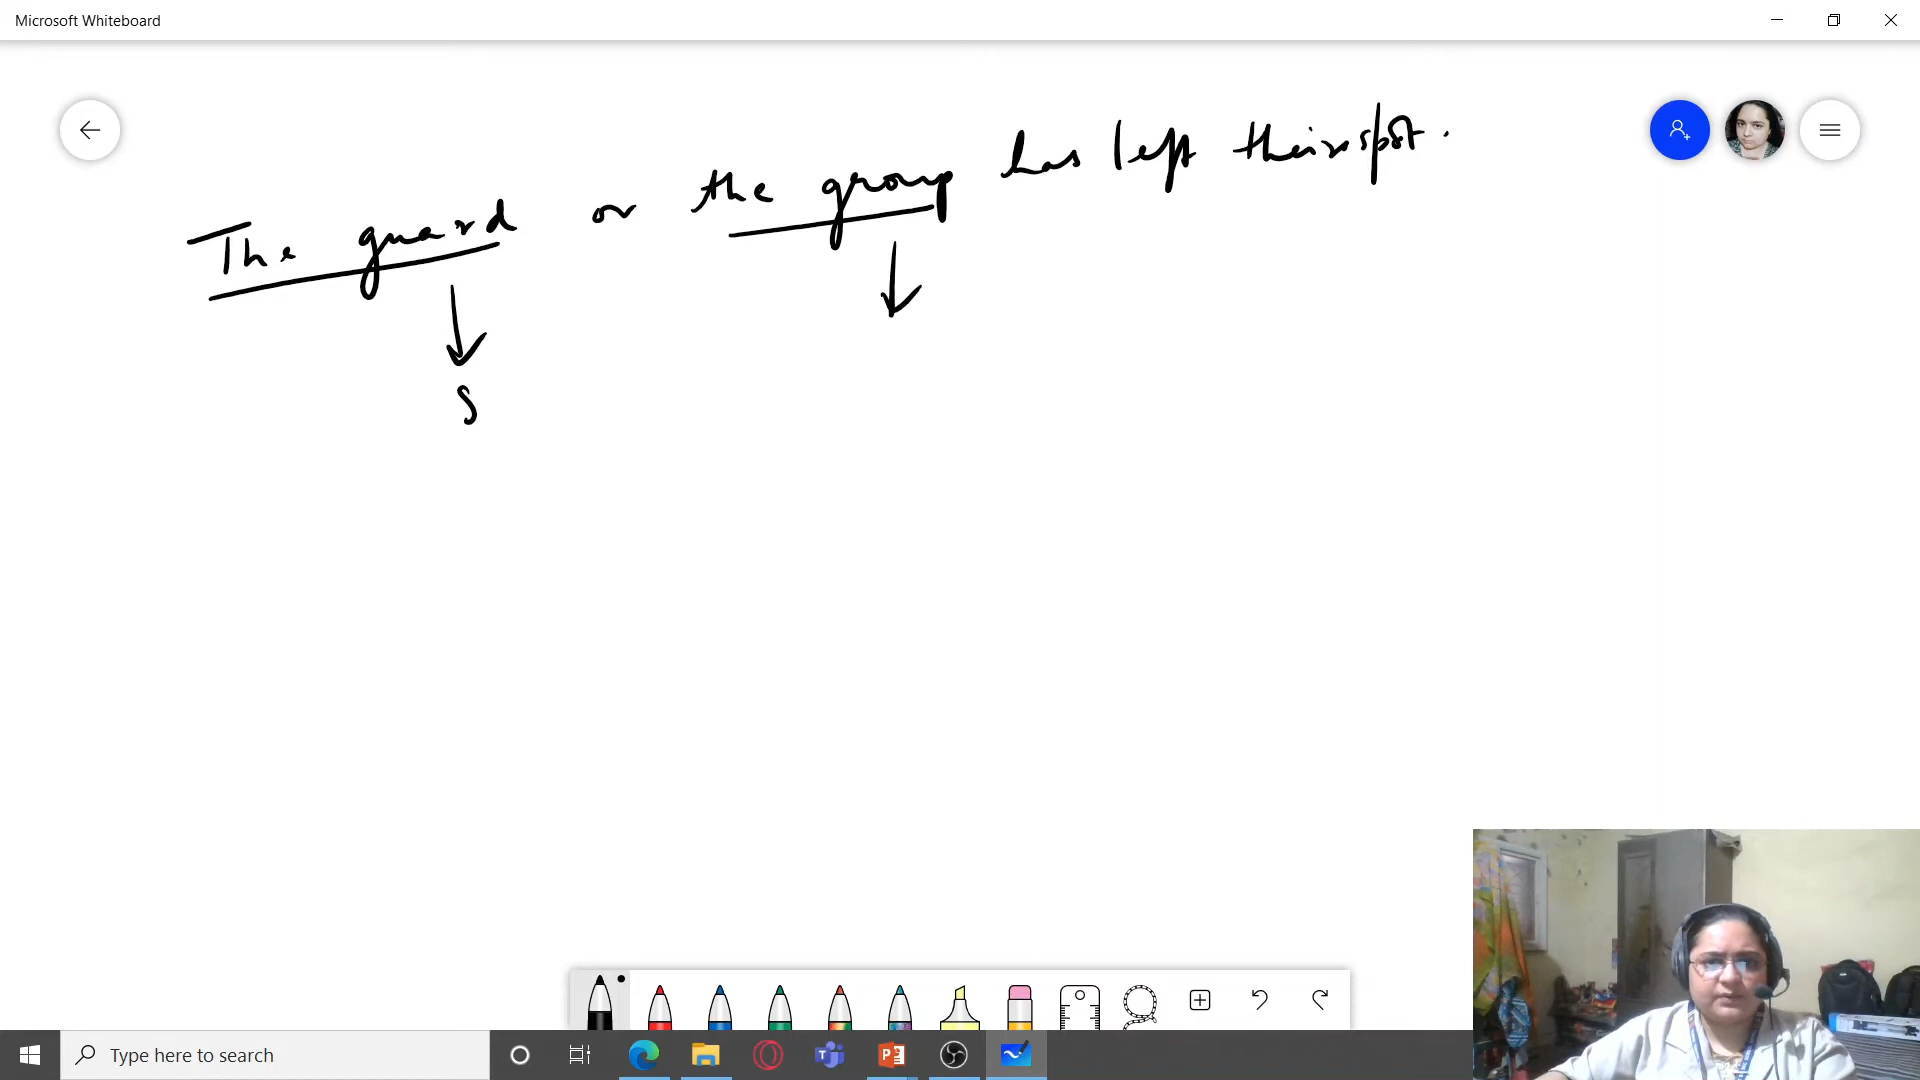 Microsoft Whiteboard
The guard or the group has left their spot.
S
Type here to search